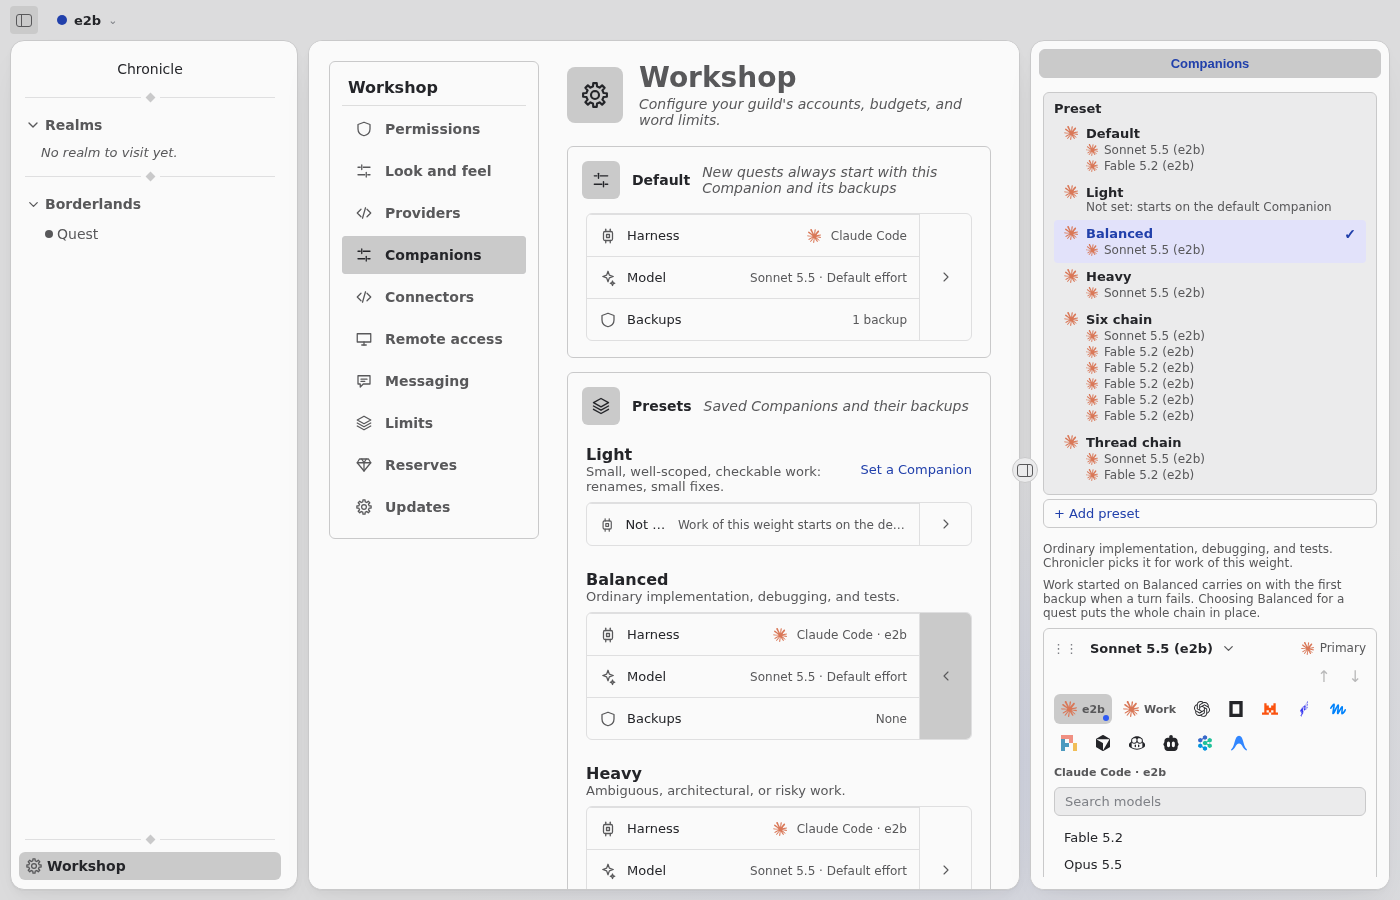 e2b
Chronicle
Realms
No realm to visit yet.
Borderlands
Quest
Workshop
Workshop
Permissions
Look and feel
Providers
Companions
Connectors
Remote access
Messaging
Limits
Reserves
Updates
Workshop
Configure your guild's accounts, budgets, and
word limits.
Default
New quests always start with this
Companion and its backups
Harness
Claude Code
Model
Sonnet 5.5 · Default effort
Backups
1 backup
Presets
Saved Companions and their backups
Light
Small, well-scoped, checkable work:
renames, small fixes.
Set a Companion
Not ...
Work of this weight starts on the de...
Balanced
Ordinary implementation, debugging, and tests.
Harness
Claude Code · e2b
Model
Sonnet 5.5 · Default effort
Backups
None
Heavy
Ambiguous, architectural, or risky work.
Harness
Claude Code · e2b
Model
Sonnet 5.5 · Default effort
Companions
Preset
Default
Sonnet 5.5 (e2b)
Fable 5.2 (e2b)
Light
Not set: starts on the default Companion
Balanced
Sonnet 5.5 (e2b)
Heavy
Sonnet 5.5 (e2b)
Six chain
Sonnet 5.5 (e2b)
Fable 5.2 (e2b)
Fable 5.2 (e2b)
Fable 5.2 (e2b)
Fable 5.2 (e2b)
Fable 5.2 (e2b)
Thread chain
Sonnet 5.5 (e2b)
Fable 5.2 (e2b)
+ Add preset
Ordinary implementation, debugging, and tests.
Chronicler picks it for work of this weight.
Work started on Balanced carries on with the first
backup when a turn fails. Choosing Balanced for a
quest puts the whole chain in place.
Sonnet 5.5 (e2b)
Primary
e2b
Work
Claude Code · e2b
Search models
Fable 5.2
Opus 5.5